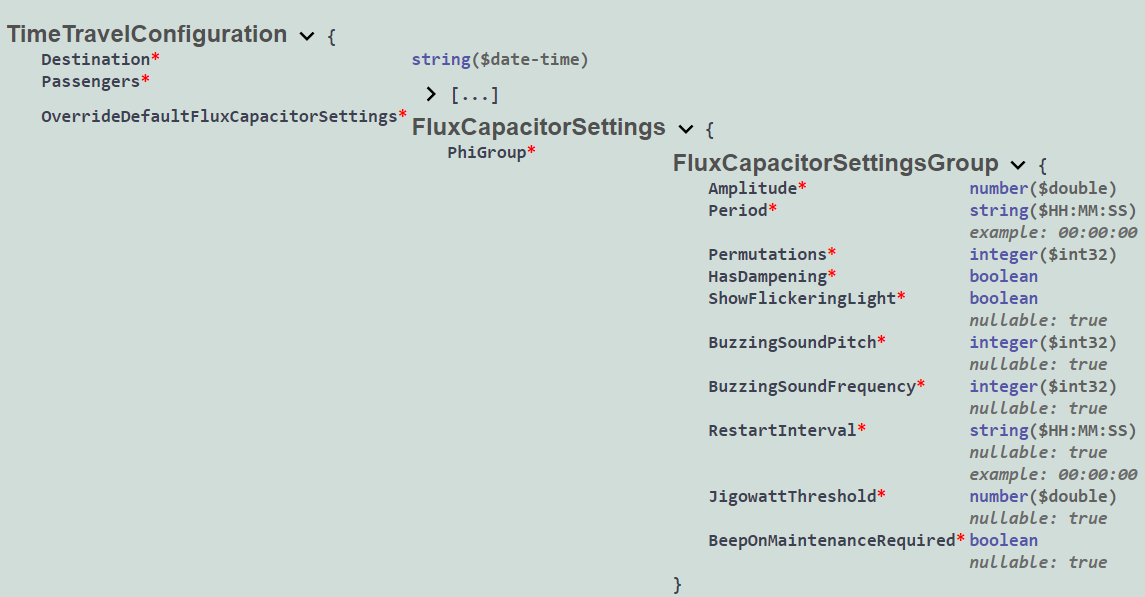 TimeTravelConfiguration {
Destination* string($date-time)
Passengers*
[...]
OverrideDefaultFluxCapacitorSettings* FluxCapacitorSettings {
PhiGroup*
FluxCapacitorSettingsGroup {
Amplitude* number($double)
Period* string($HH:MM:SS)
example: 00:00:00
Permutations* integer($int32)
HasDampening* boolean
ShowFlickeringLight* boolean
nullable: true
BuzzingSoundPitch* integer($int32)
nullable: true
BuzzingSoundFrequency* integer($int32)
nullable: true
RestartInterval* string($HH:MM:SS)
nullable: true
example: 00:00:00
JigowattThreshold* number($double)
nullable: true
BeepOnMaintenanceRequired* boolean
nullable: true
}